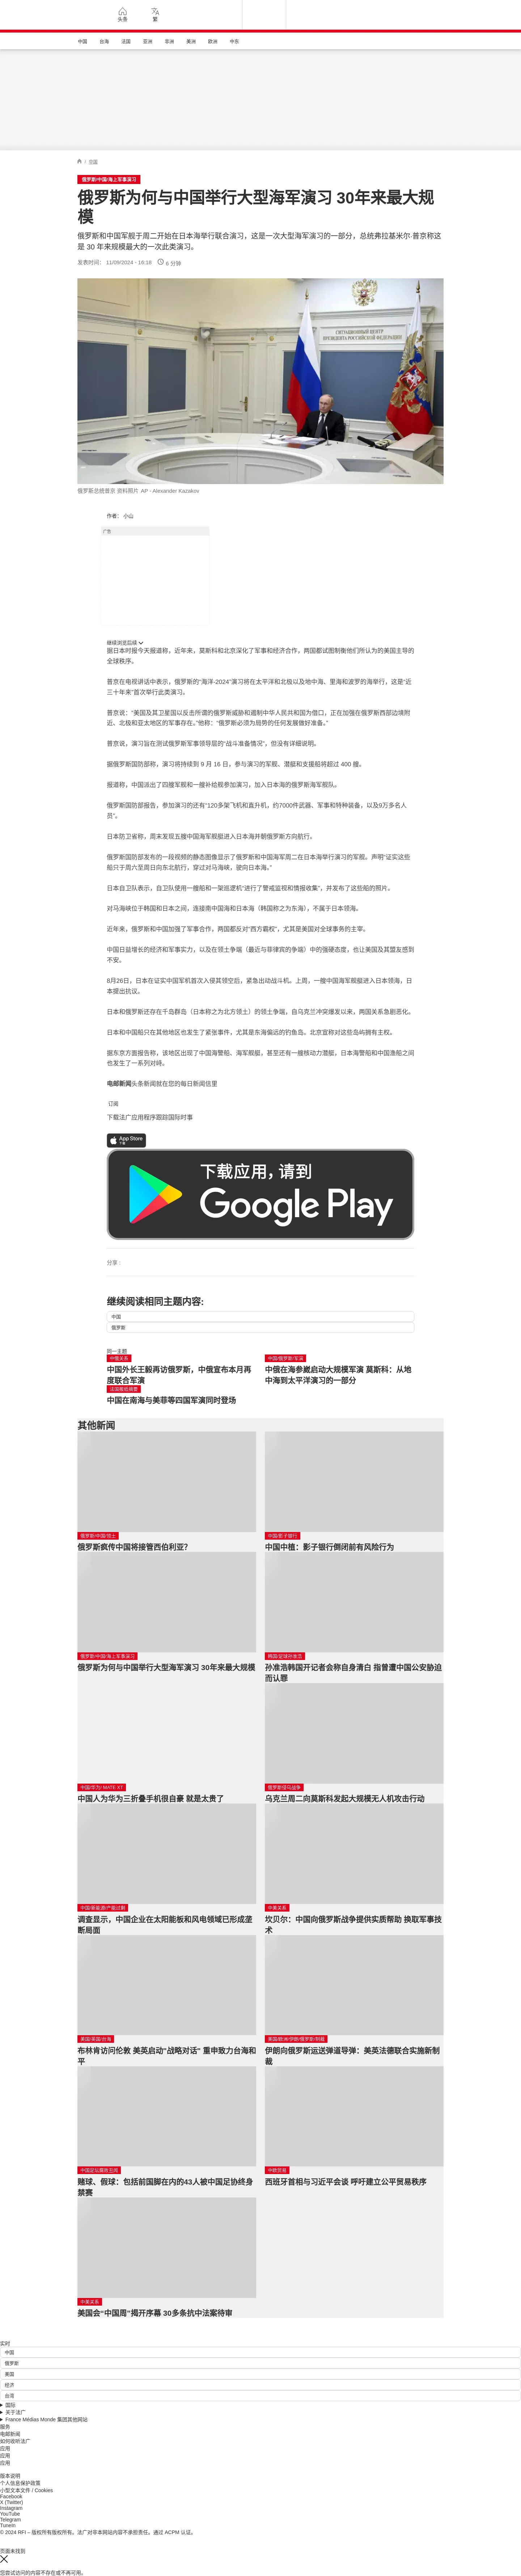 头条
繁
中国
台海
法国
亚洲
非洲
美洲
欧洲
中东
/ 中国
俄罗斯/中国/海上军事演习
俄罗斯为何与中国举行大型海军演习 30年来最大规
模
俄罗斯和中国军舰于周二开始在日本海举行联合演习，这是一次大型海军演习的一部分，总统弗拉基米尔·普京称这
是 30 年来规模最大的一次此类演习。
发表时间： 11/09/2024 - 16:18
6 分钟
СИТУАЦИОННЫЙ ЦЕНТР
ПРЕЗИДЕНТА РОССИЙСКОЙ ФЕДЕРАЦИИ
俄罗斯总统普京 资料照片 AP - Alexander Kazakov
作者： 小山
广告
继续浏览后续
据日本时报今天报道称，近年来，莫斯科和北京深化了军事和经济合作，两国都试图制衡他们所认为的美国主导的
全球秩序。
普京在电视讲话中表示，俄罗斯的“海洋-2024”演习将在太平洋和北极以及地中海、里海和波罗的海举行，这是“近
三十年来”首次举行此类演习。
普京说：“美国及其卫星国以反击所谓的俄罗斯威胁和遏制中华人民共和国为借口，正在加强在俄罗斯西部边境附
近、北极和亚太地区的军事存在。”他称：“俄罗斯必须为局势的任何发展做好准备。”
普京说，演习旨在测试俄罗斯军事领导层的“战斗准备情况”，但没有详细说明。
据俄罗斯国防部称，演习将持续到 9 月 16 日，参与演习的军舰、潜艇和支援船将超过 400 艘。
报道称，中国派出了四艘军舰和一艘补给舰参加演习，加入日本海的俄罗斯海军舰队。
俄罗斯国防部报告，参加演习的还有“120多架飞机和直升机，约7000件武器、军事和特种装备，以及9万多名人
员”。
日本防卫省称，周末发现五艘中国海军舰艇进入日本海并朝俄罗斯方向航行。
俄罗斯国防部发布的一段视频的静态图像显示了俄罗斯和中国海军周二在日本海举行演习的军舰。声明“证实这些
船只于周六至周日向东北航行，穿过对马海峡，驶向日本海。”
日本自卫队表示，自卫队使用一艘船和一架巡逻机“进行了警戒监视和情报收集”，并发布了这些船的照片。
对马海峡位于韩国和日本之间，连接南中国海和日本海（韩国称之为东海），不属于日本领海。
近年来，俄罗斯和中国加强了军事合作，两国都反对“西方霸权”，尤其是美国对全球事务的主宰。
中国日益增长的经济和军事实力，以及在领土争端（最近与菲律宾的争端）中的强硬态度，也让美国及其盟友感到
不安。
8月26日，日本在证实中国军机首次入侵其领空后，紧急出动战斗机。上周，一艘中国海军舰艇进入日本领海，日
本提出抗议。
日本和俄罗斯还存在千岛群岛（日本称之为北方领土）的领土争端，自乌克兰冲突爆发以来，两国关系急剧恶化。
日本和中国船只在其他地区也发生了紧张事件，尤其是东海偏远的钓鱼岛。北京宣称对这些岛屿拥有主权。
据东京方面报告称，该地区出现了中国海警船、海军舰艇，甚至还有一艘核动力潜艇，日本海警船和中国渔船之间
也发生了一系列对峙。
电邮新闻头条新闻就在您的每日新闻信里
订阅
下载法广应用程序跟踪国际时事
App Store
下载
下载应用，请到
Google Play
分享 :
继续阅读相同主题内容:
中国
俄罗斯
同一主题
中俄关系
中国外长王毅再访俄罗斯，中俄宣布本月再
度联合军演
中国/俄罗斯/军演
中俄在海参崴启动大规模军演 莫斯科：从地
中海到太平洋演习的一部分
法国报纸摘要
中国在南海与美菲等四国军演同时登场
其他新闻
俄罗斯/中国/领土
俄罗斯疯传中国将接管西伯利亚？
中国/影子银行
中国中植：影子银行倒闭前有风险行为
俄罗斯/中国/海上军事演习
俄罗斯为何与中国举行大型海军演习 30年来最大规模
韩国/足球/孙准浩
孙准浩韩国开记者会称自身清白 指曾遭中国公安胁迫
而认罪
中国/华为/ MATE XT
中国人为华为三折叠手机很自豪 就是太贵了
俄罗斯侵乌战争
乌克兰周二向莫斯科发起大规模无人机攻击行动
中国/新能源/产能过剩
调查显示，中国企业在太阳能板和风电领域已形成垄
断局面
中美关系
坎贝尔：中国向俄罗斯战争提供实质帮助 换取军事技
术
美国/英国/台海
布林肯访问伦敦 美英启动"战略对话" 重申致力台海和
平
美国/欧洲/伊朗/俄罗斯/制裁
伊朗向俄罗斯运送弹道导弹：美英法德联合实施新制
裁
中国足坛腐败丑闻
赌球、假球：包括前国脚在内的43人被中国足协终身
禁赛
中欧贸易
西班牙首相与习近平会谈 呼吁建立公平贸易秩序
中美关系
美国会“中国周”揭开序幕 30多条抗中法案待审
实时
中国
俄罗斯
美国
经济
台湾
国际
关于法广
France Médias Monde 集团其他网站
服务
电邮新闻
如何收听法广
应用
应用
应用
版本说明
个人信息保护政策
小型文本文件 / Cookies
Facebook
X (Twitter)
Instagram
YouTube
Telegram
TuneIn
© 2024 RFI – 版权所有版权所有。法广对非本网站内容不承担责任。通过 ACPM 认证。
页面未找到
您尝试访问的内容不存在或不再可用。